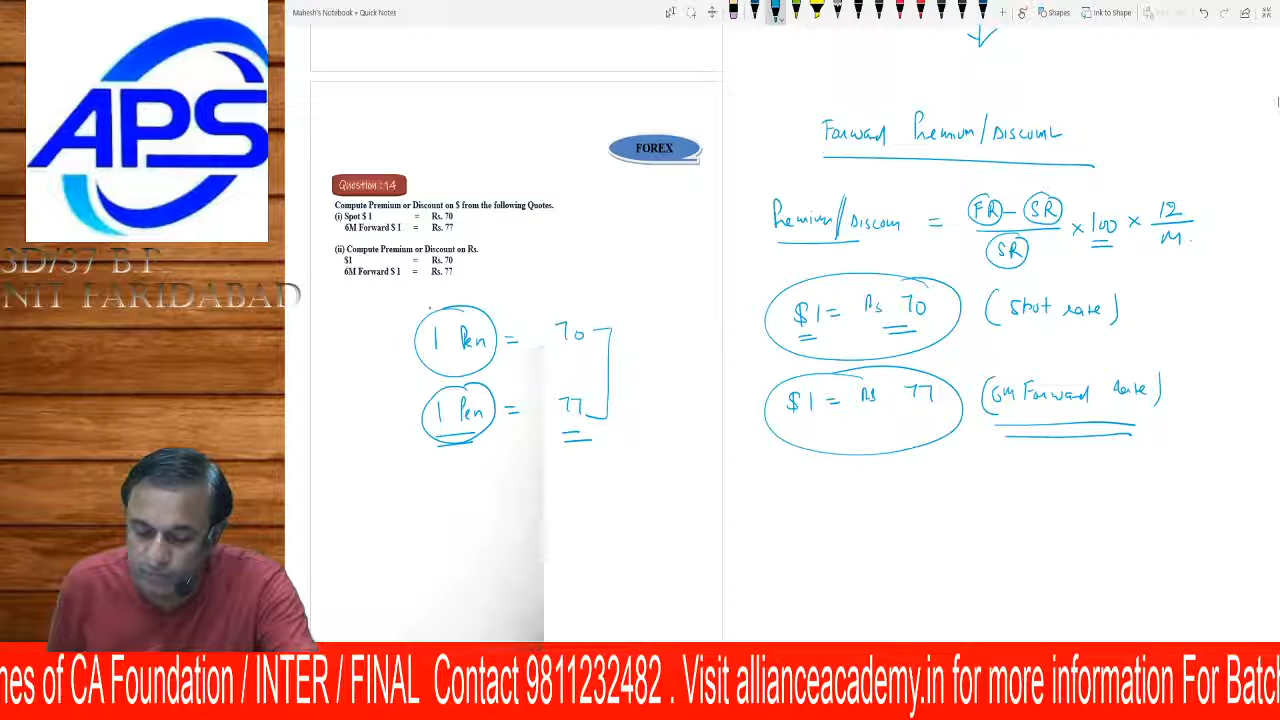 Mahesh's Notebook » Quick Notes
Shapes
Ink to Shape
APS
3D/37 B.P.
NIT FARIDABAD
FOREX
Question : 14
Compute Premium or Discount on $ from the following Quotes.
(i) Spot $ 1 = Rs. 70
6M Forward $ 1 = Rs. 77
(ii) Compute Premium or Discount on Rs.
$1 = Rs. 70
6M Forward $ 1 = Rs. 77
1 Pen = 70
1 Pen = 77
Forward Premium/Discount
Premium/Discoun = FR - SR / SR × 100 × 12 / m.
$1 = Rs 70 (Spot rate)
$1 = Rs 77 (6m Forward rate)
nes of CA Foundation / INTER / FINAL Contact 9811232482 . Visit allianceacademy.in for more information For Batc